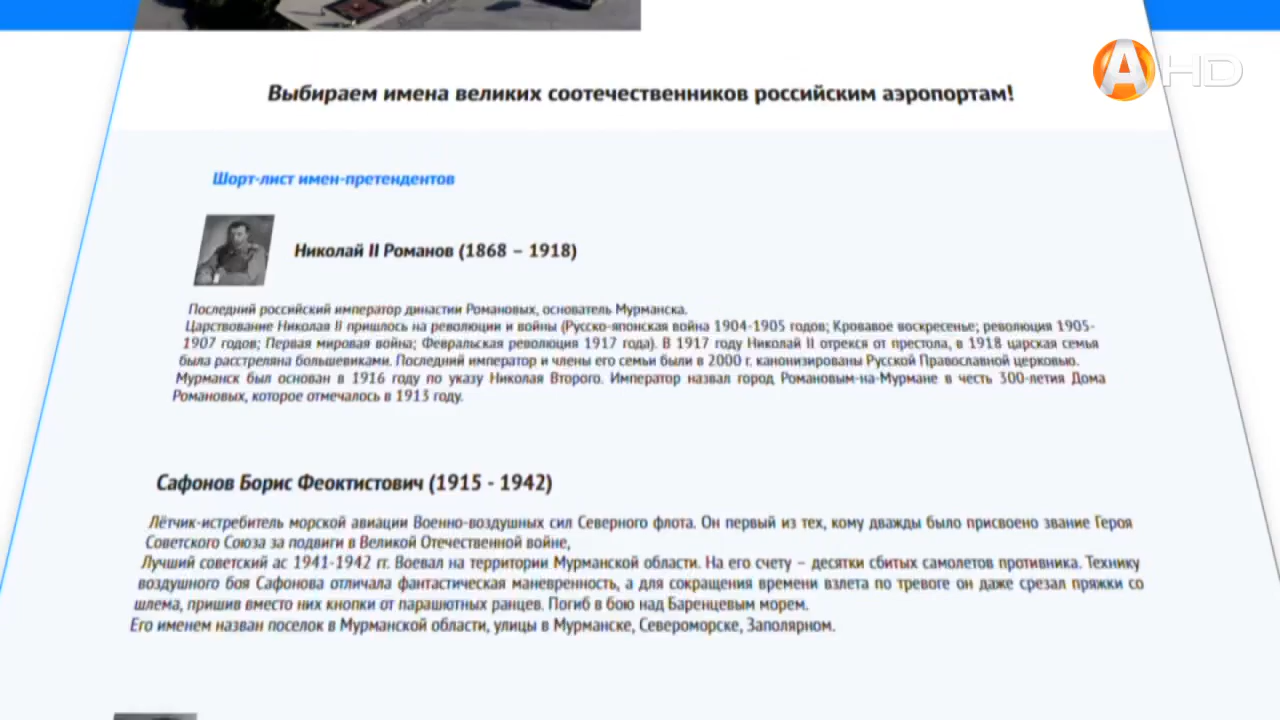 A HD
Выбираем имена великих соотечественников российским аэропортам!
Шорт-лист имен-претендентов
Николай II Романов (1868 – 1918)
Последний российский император династии Романовых, основатель Мурманска.
Царствование Николая II пришлось на революции и войны (Русско-японская война 1904-1905 годов; Кровавое воскресенье; революция 1905-
1907 годов; Первая мировая война; Февральская революция 1917 года). В 1917 году Николай II отрекся от престола, в 1918 царская семья
была расстреляна большевиками. Последний император и члены его семьи были в 2000 г. канонизированы Русской Православной церковью.
Мурманск был основан в 1916 году по указу Николая Второго. Император назвал город Романовым-на-Мурмане в честь 300-летия Дома
Романовых, которое отмечалось в 1913 году.
Сафонов Борис Феоктистович (1915 - 1942)
Лётчик-истребитель морской авиации Военно-воздушных сил Северного флота. Он первый из тех, кому дважды было присвоено звание Героя
Советского Союза за подвиги в Великой Отечественной войне,
Лучший советский ас 1941-1942 гг. Воевал на территории Мурманской области. На его счету – десятки сбитых самолетов противника. Технику
воздушного боя Сафонова отличала фантастическая маневренность, а для сокращения времени взлета по тревоге он даже срезал пряжки со
шлема, пришив вместо них кнопки от парашютных ранцев. Погиб в бою над Баренцевым морем.
Его именем назван поселок в Мурманской области, улицы в Мурманске, Североморске, Заполярном.